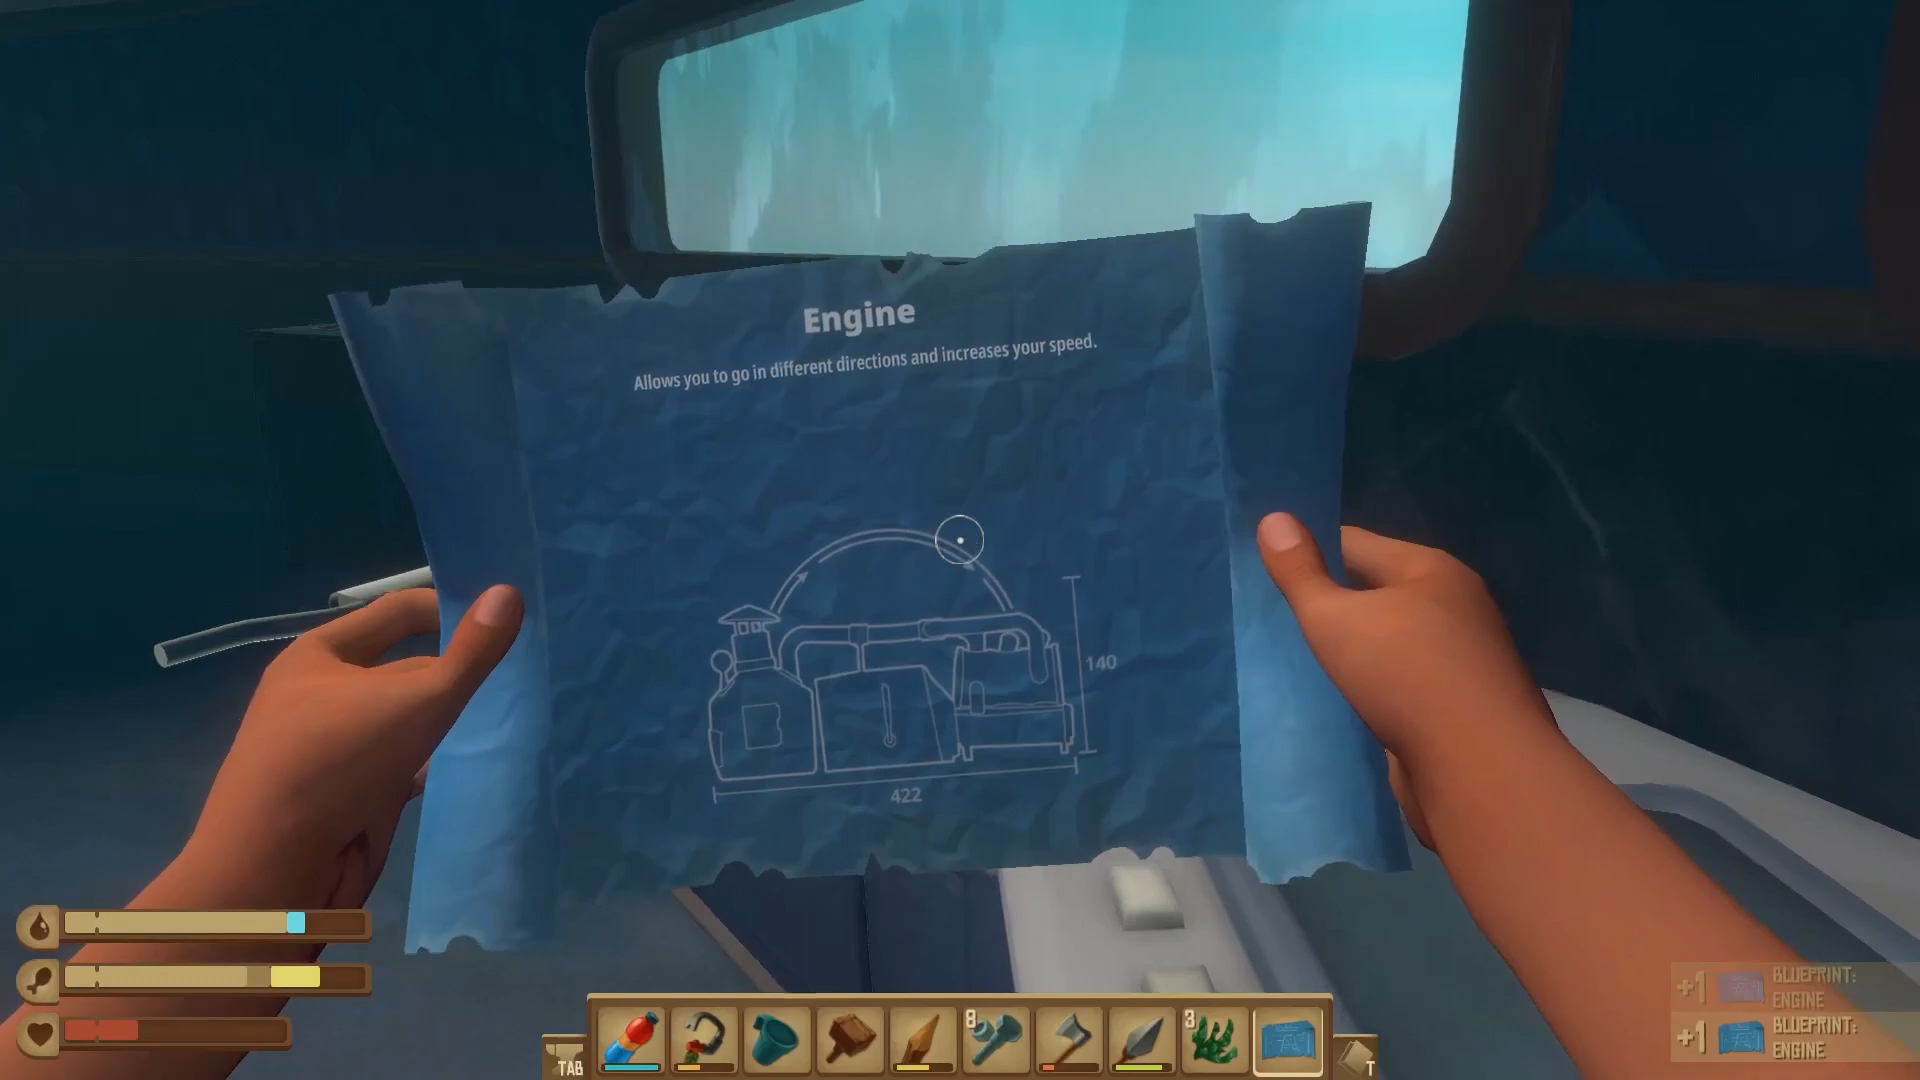 Engine
Allows you to go in different directions and increases your speed.
140
422
8
3
TAB
T
+1 BLUEPRINT:
ENGINE
+1 BLUEPRINT:
ENGINE